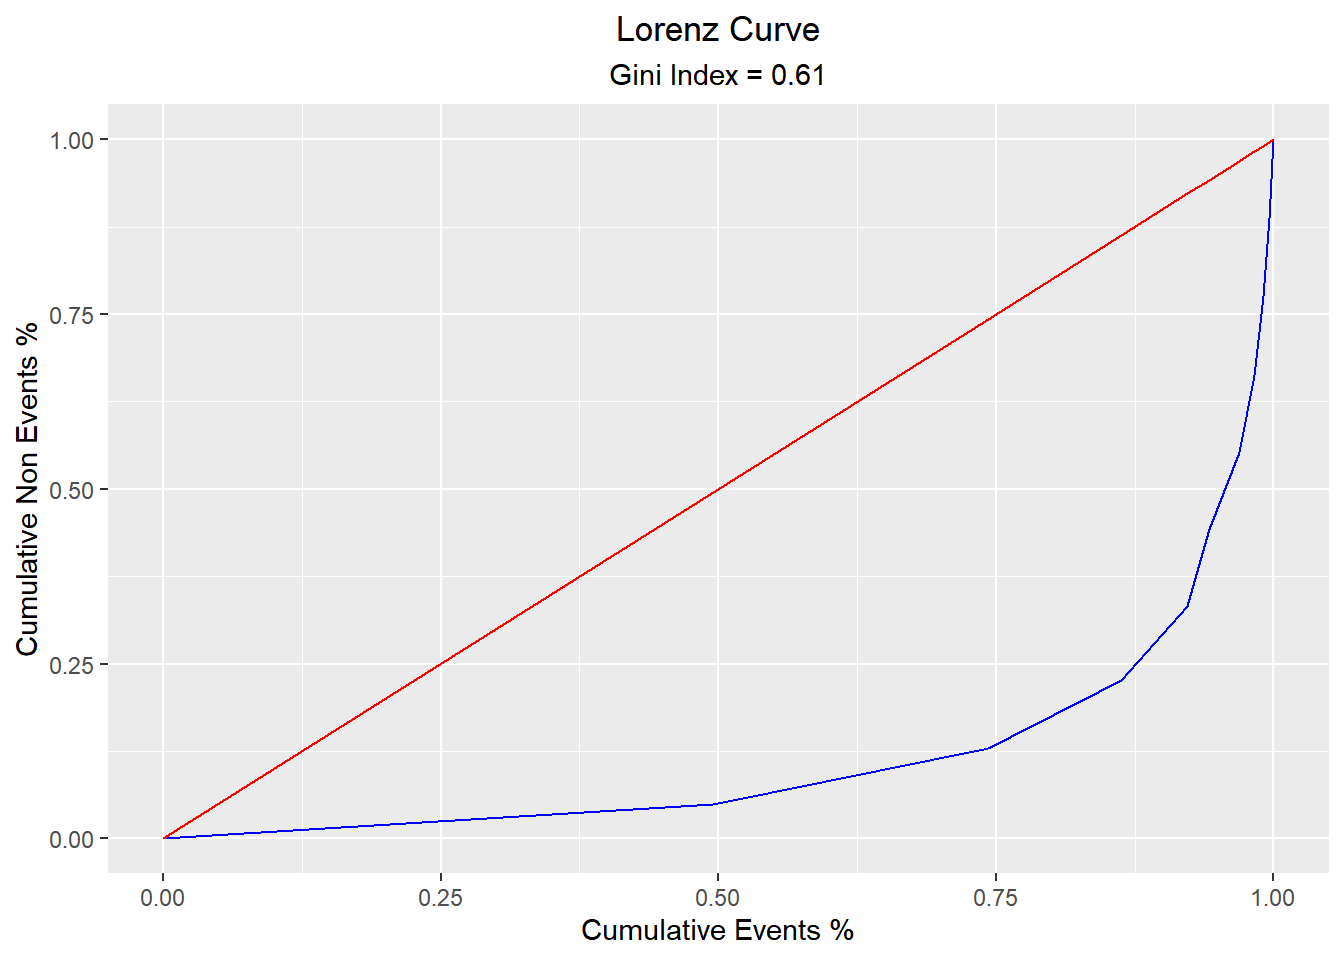 Lorenz Curve
Gini Index = 0.61
Cumulative Non Events %
1.00
0.75
0.50
0.25
0.00
0.00 0.25 0.50 0.75 1.00
Cumulative Events %